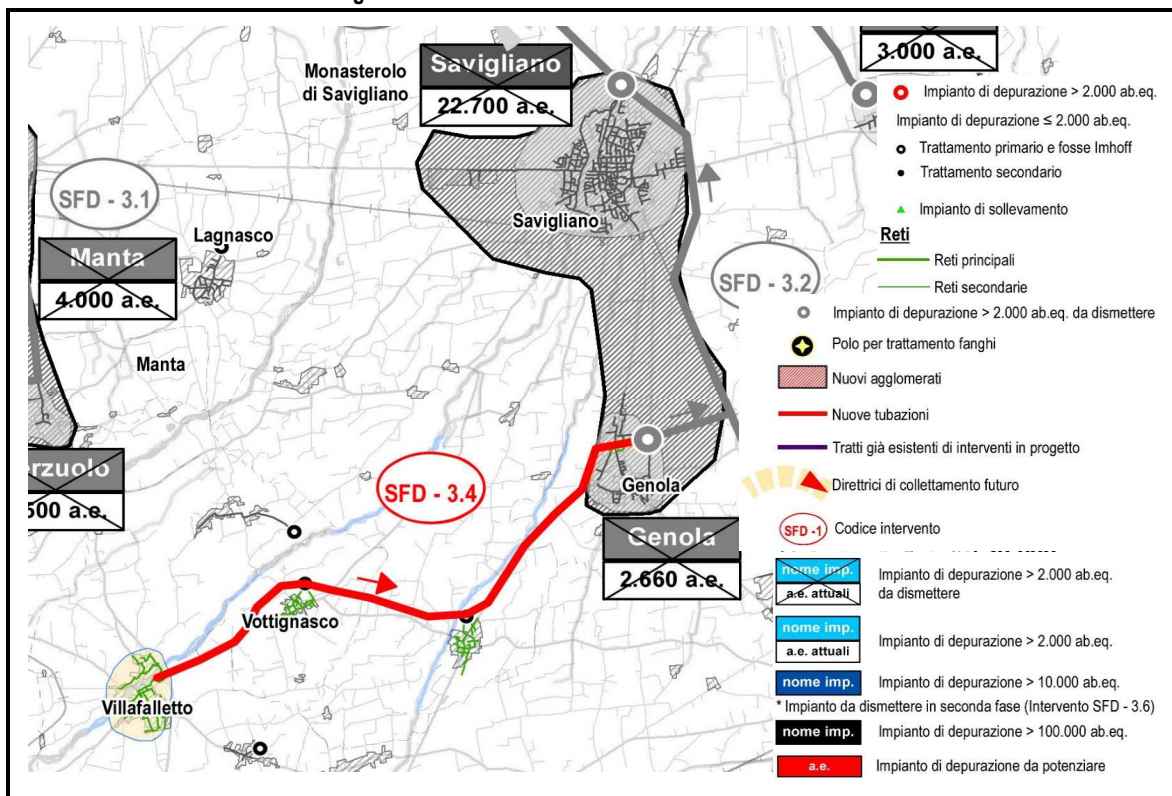 Savigliano
22.700 a.e.
Monasterolo
di Savigliano
3.000 a.e.
SFD - 3.1
Lagnasco
Manta
4.000 a.e.
Savigliano
SFD - 3.2
Manta
SFD - 3.4
Genola
Genola
2.660 a.e.
erzuolo
500 a.e.
Vottignasco
Villafalletto
Impianto di depurazione > 2.000 ab.eq.
Impianto di depurazione ≤ 2.000 ab.eq.
Trattamento primario e fosse Imhoff
Trattamento secondario
Impianto di sollevamento
Reti
Reti principali
Reti secondarie
Impianto di depurazione > 2.000 ab.eq. da dismettere
Polo per trattamento fanghi
Nuovi agglomerati
Nuove tubazioni
Tratti già esistenti di interventi in progetto
Direttrici di collettamento futuro
SFD -1 Codice intervento
nome imp.
a.e. attuali
Impianto di depurazione > 2.000 ab.eq.
da dismettere
nome imp.
a.e. attuali
Impianto di depurazione > 2.000 ab.eq.
nome imp. Impianto di depurazione > 10.000 ab.eq.
* Impianto da dismettere in seconda fase (Intervento SFD - 3.6)
nome imp. Impianto di depurazione > 100.000 ab.eq.
a.e. Impianto di depurazione da potenziare